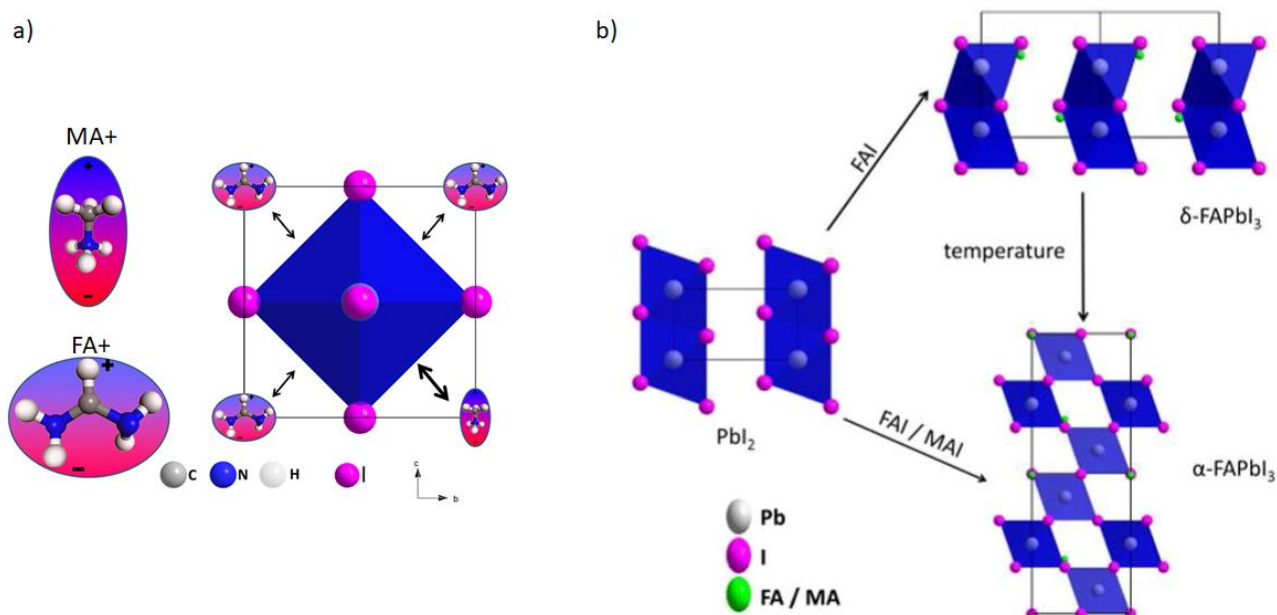 a)
MA+
+
−
FA+
+
−
+
−
+
−
+
−
+
−
C N H I
c
b
b)
FAI
δ-FAPbI₃
temperature
PbI₂
FAI / MAI
α-FAPbI₃
Pb
I
FA / MA